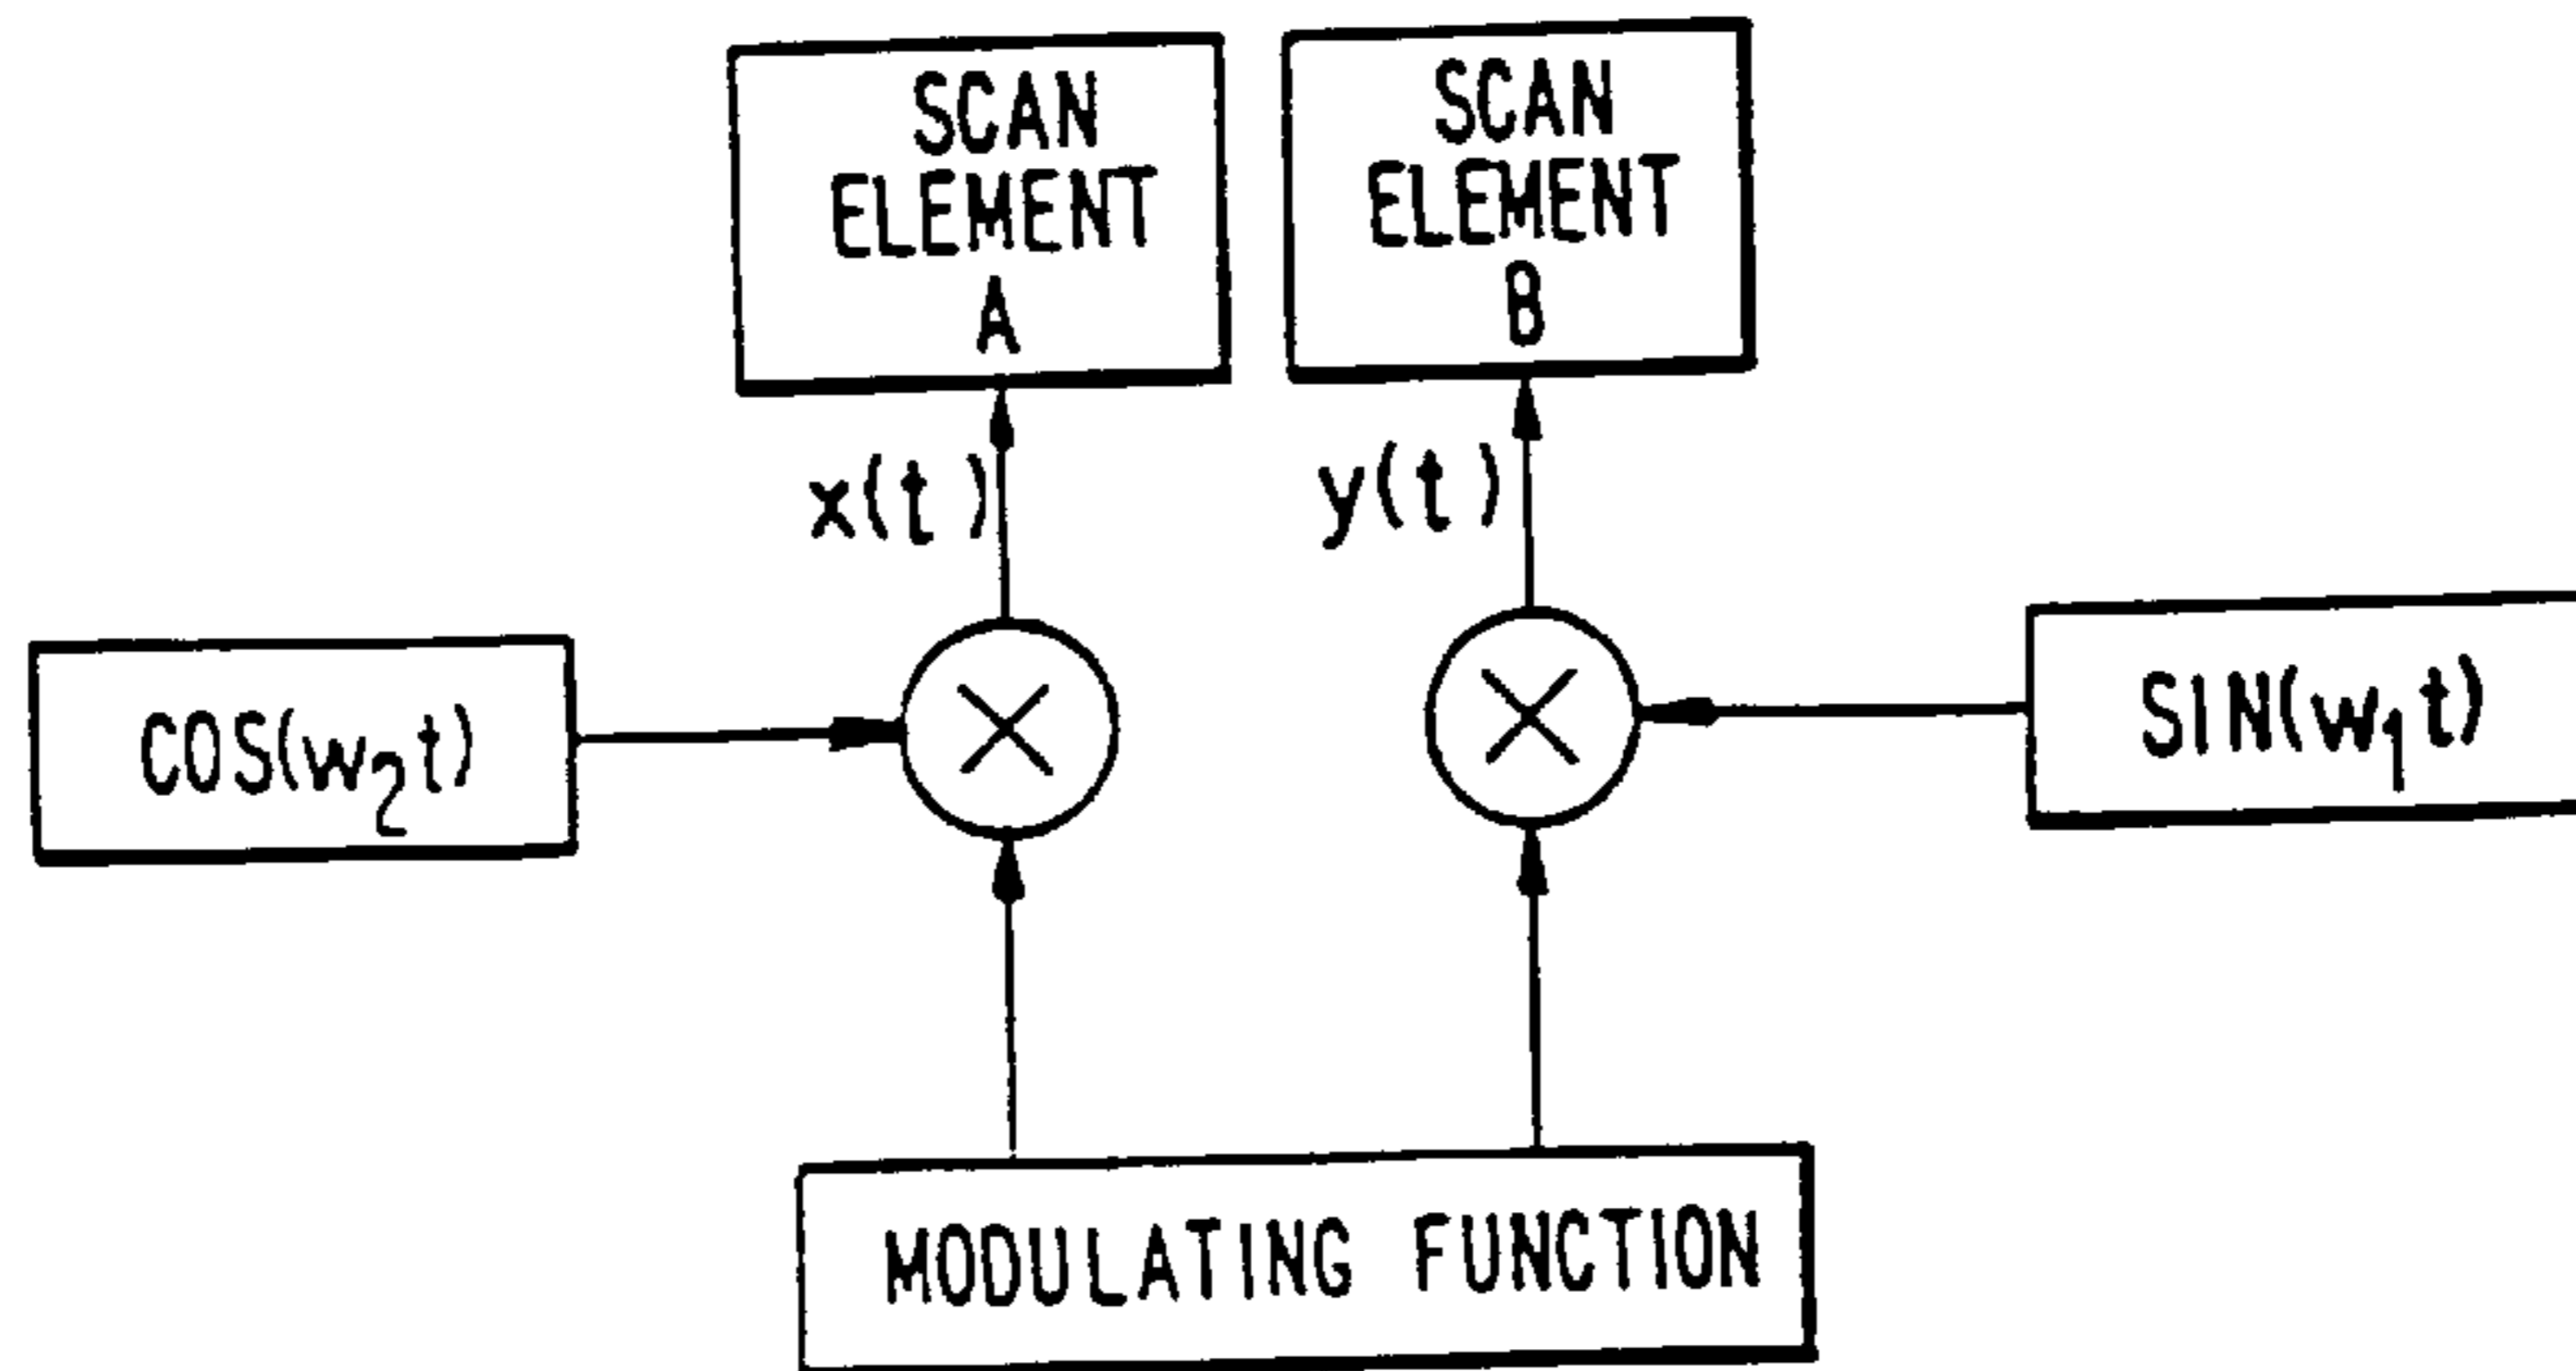 SCAN
ELEMENT
A
SCAN
ELEMENT
B
x(t)
y(t)
COS(w₂t)
SIN(w₁t)
MODULATING FUNCTION